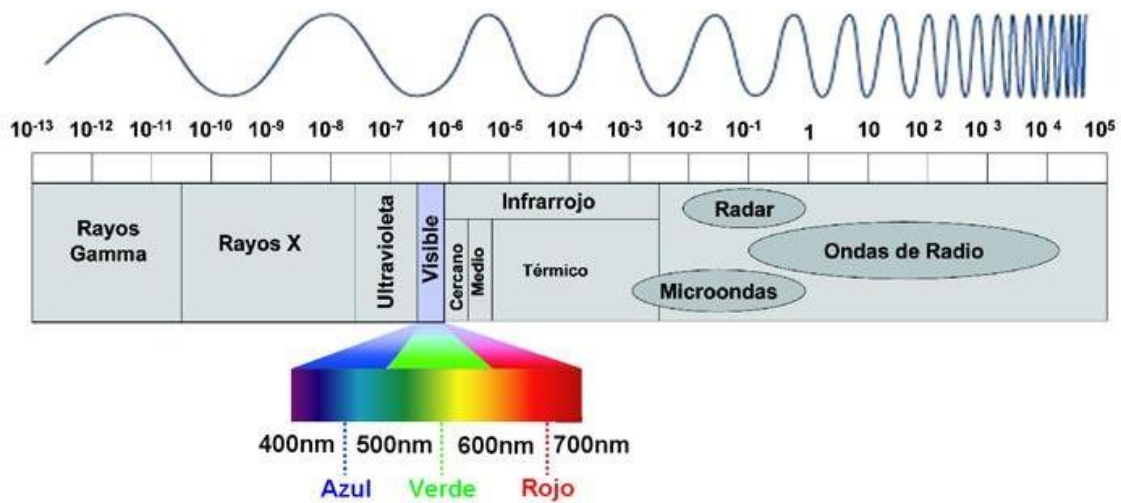 10-13 10-12 10-11 10-10 10-9 10-8 10-7 10-6 10-5 10-4 10-3 10-2 10-1 1 10 10 2 10 3 10 4 10 5
Infrarrojo
Radar
Rayos
Gamma
Rayos X
Ultravioleta
Visible
Cercano
Medio
Térmico
Ondas de Radio
Microondas
400nm 500nm 600nm 700nm
Azul Verde Rojo